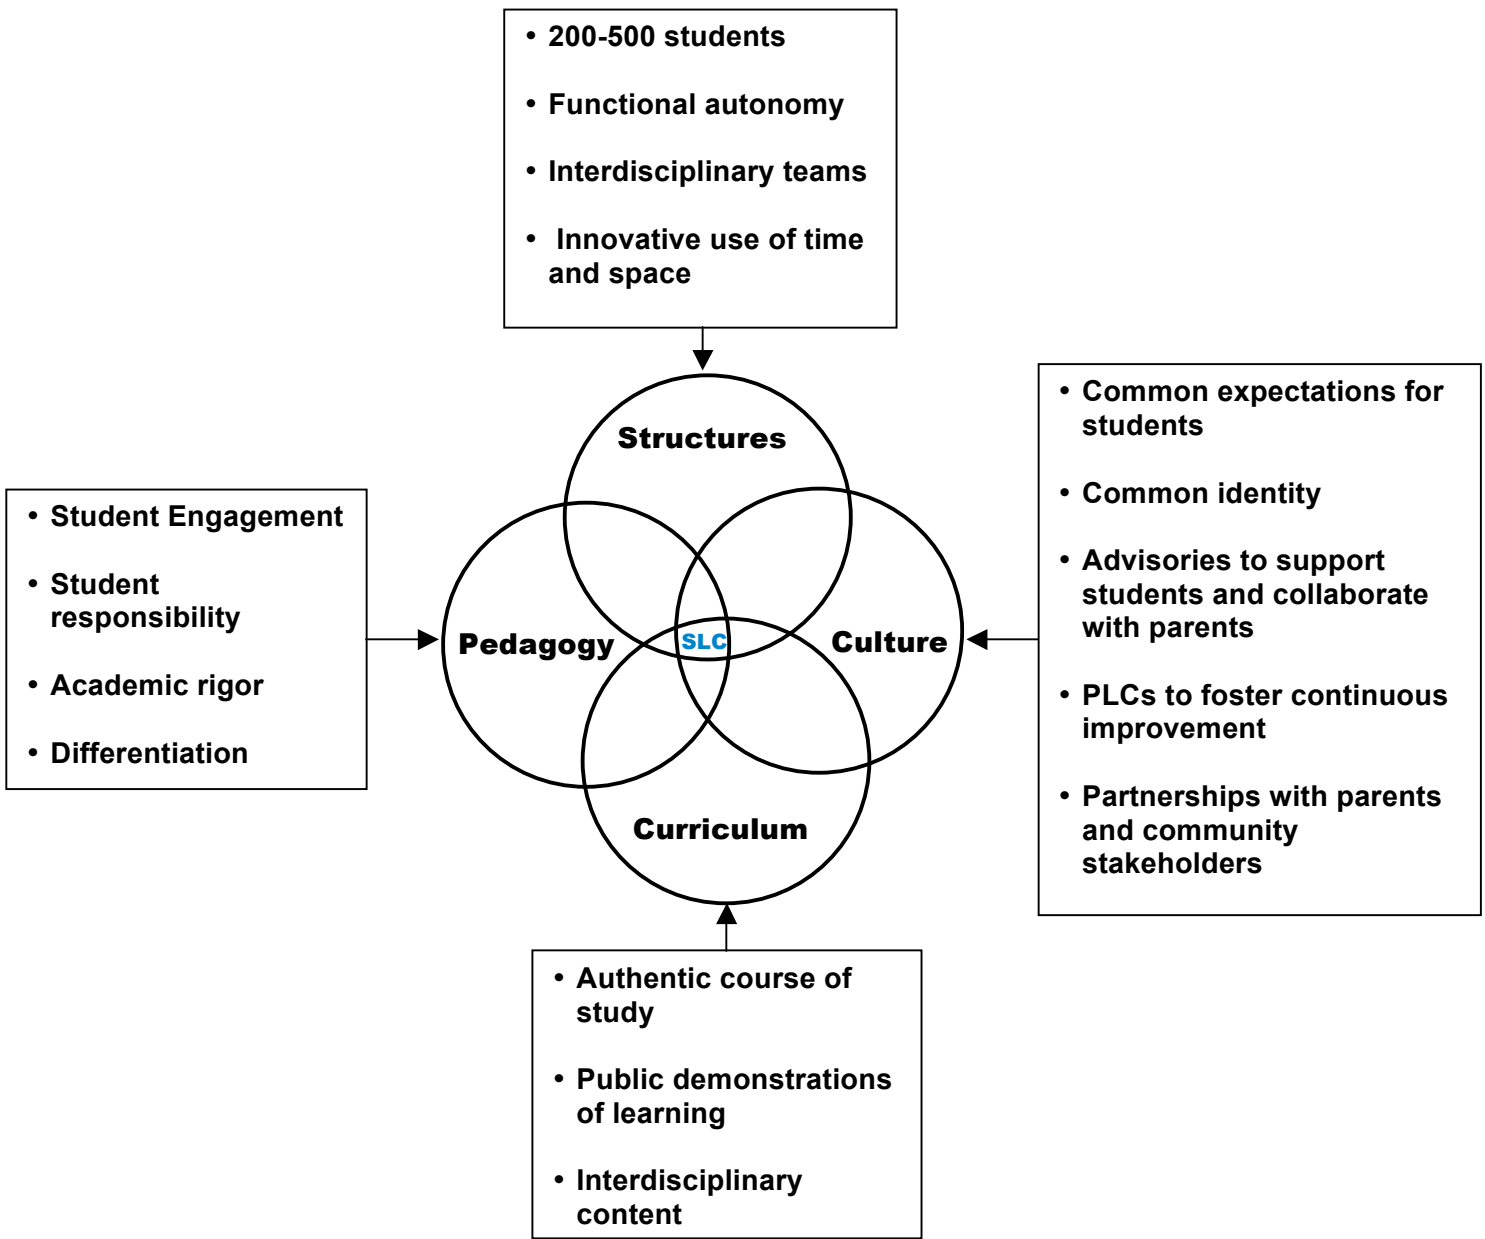 • 200-500 students
• Functional autonomy
• Interdisciplinary teams
• Innovative use of time
and space
Structures
• Common expectations for
students
• Common identity
• Advisories to support
students and collaborate
with parents
• PLCs to foster continuous
improvement
• Partnerships with parents
and community
stakeholders
• Student Engagement
• Student
responsibility
• Academic rigor
• Differentiation
Pedagogy
SLC
Culture
Curriculum
• Authentic course of
study
• Public demonstrations
of learning
• Interdisciplinary
content